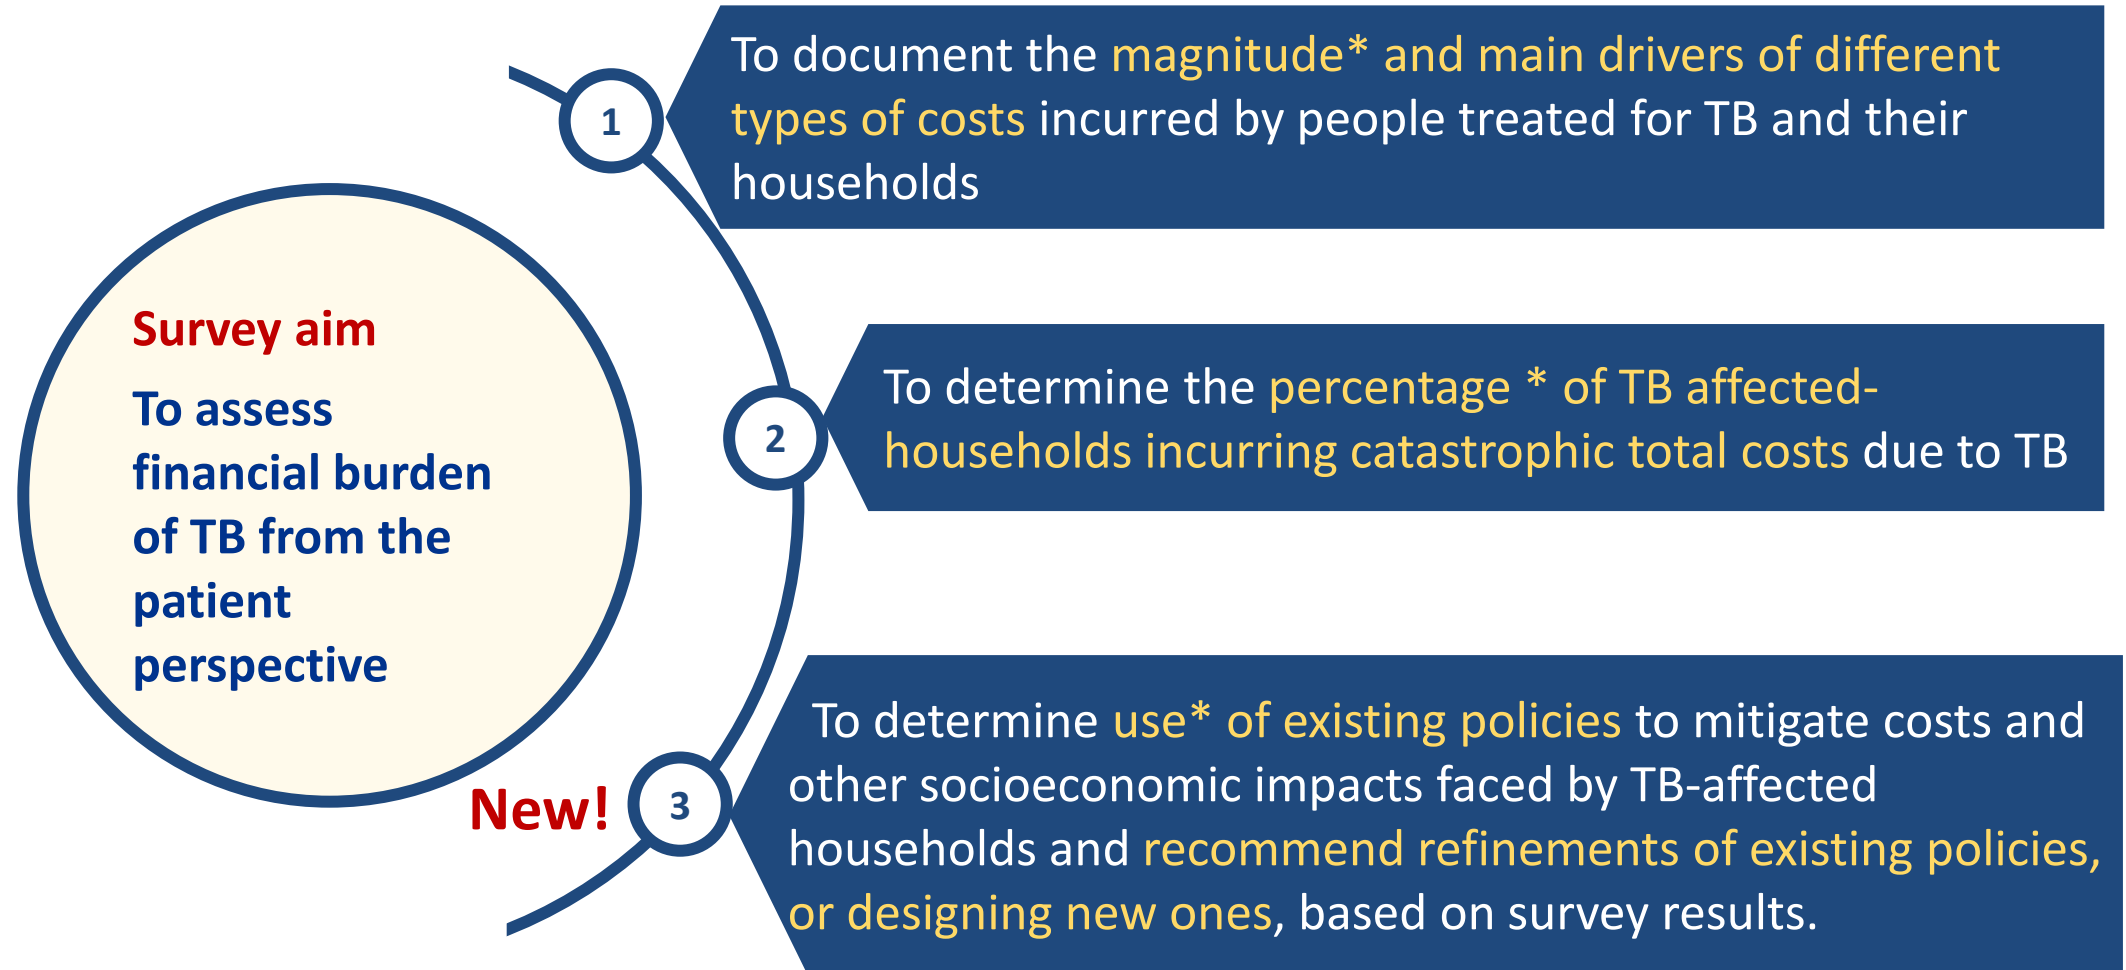 Survey aim
To assess
financial burden
of TB from the
patient
perspective
1
To document the magnitude* and main drivers of different
types of costs incurred by people treated for TB and their
households
2
To determine the percentage * of TB affected-
households incurring catastrophic total costs due to TB
New!
3
To determine use* of existing policies to mitigate costs and
other socioeconomic impacts faced by TB-affected
households and recommend refinements of existing policies,
or designing new ones, based on survey results.